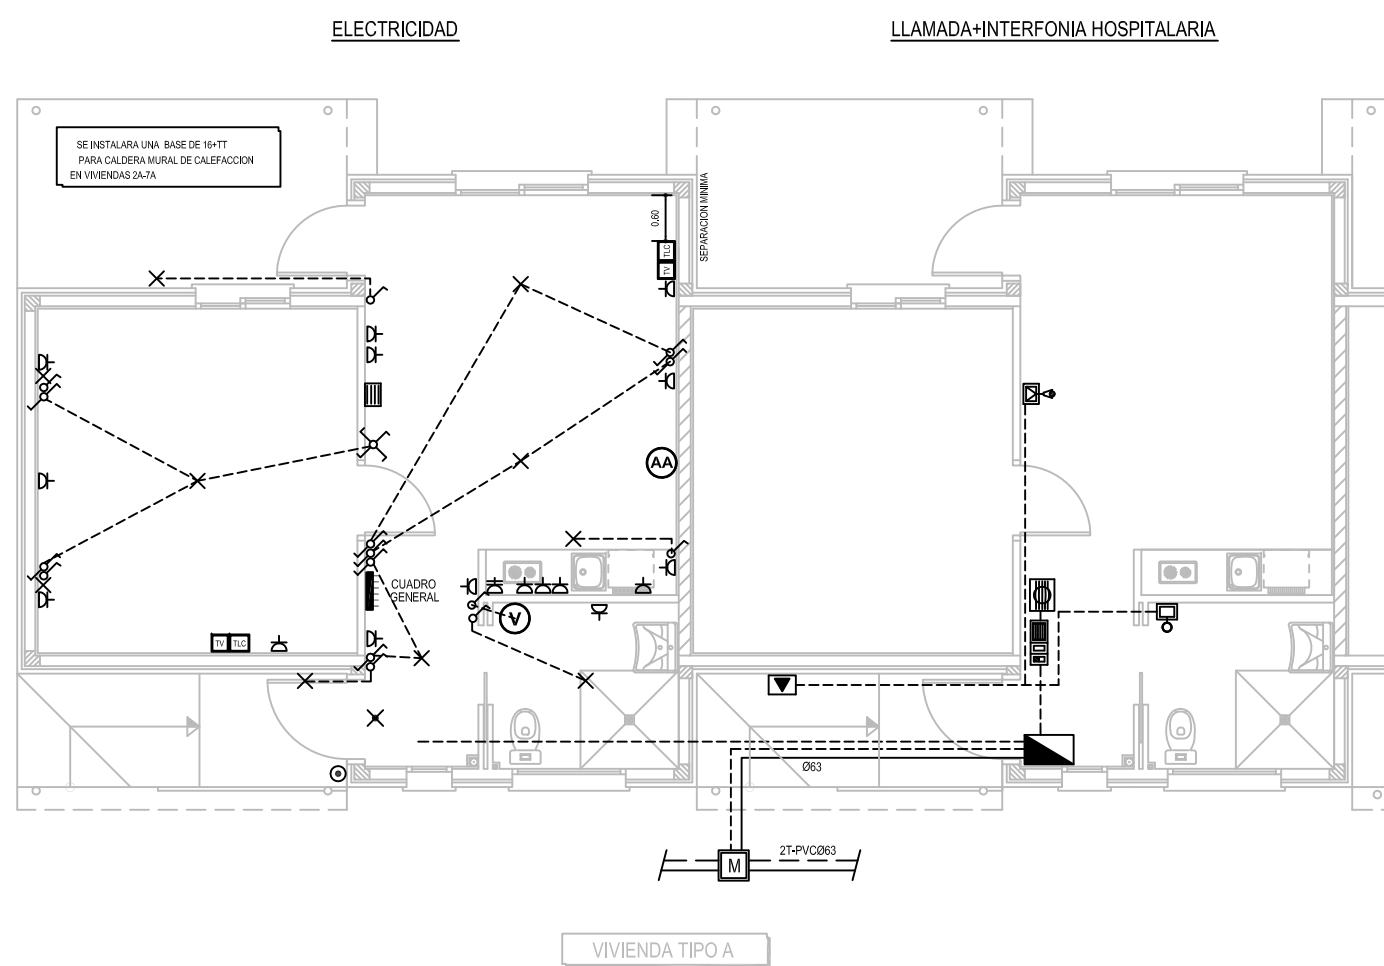 ELECTRICIDAD
LLAMADA+INTERFONIA HOSPITALARIA
SE INSTALARA UNA BASE DE 16+TT
PARA CALDERA MURAL DE CALEFACCION
EN VIVIENDAS 2A-7A
0.60
SEPARACION MINIMA
TLC
TV
AA
CUADRO
GENERAL
V
TV
TLC
Ø63
2T-PVCØ63
M
VIVIENDA TIPO A